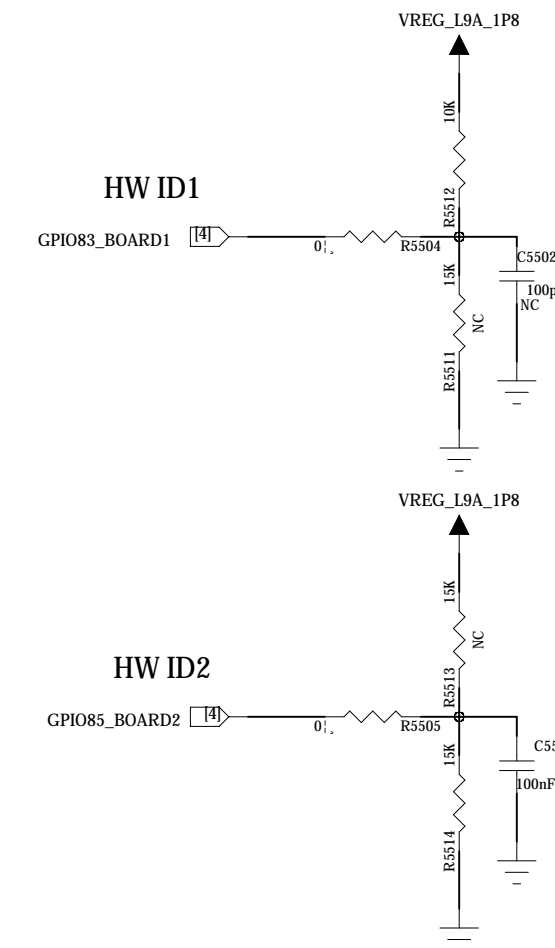 VREG_L9A_1P8
10K
R5512
HW ID1
GPIO83_BOARD1
[4]
0
R5504
15K
NC
R5511
C5502
100p
NC
VREG_L9A_1P8
15K
NC
R5513
HW ID2
GPIO85_BOARD2
[4]
0
R5505
15K
R5514
C55
100nF